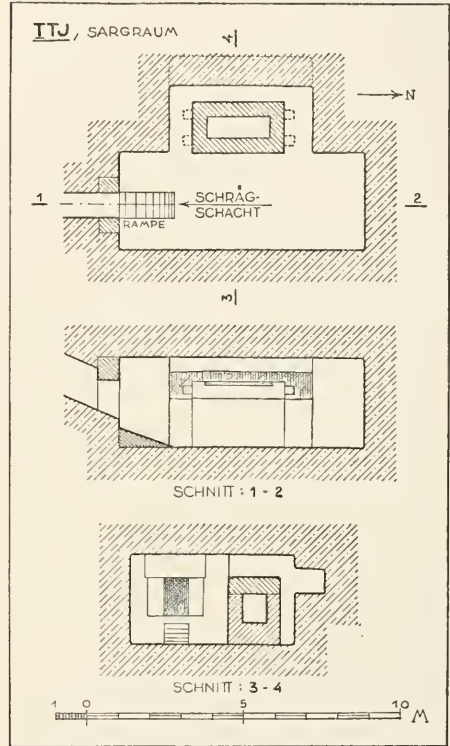 TTJ, SARGRAUM
4
N
1
SCHRÄG-
SCHACHT
2
RAMPE
3
SCHNITT : 1 - 2
SCHNITT : 3 - 4
1 0 5 10 M